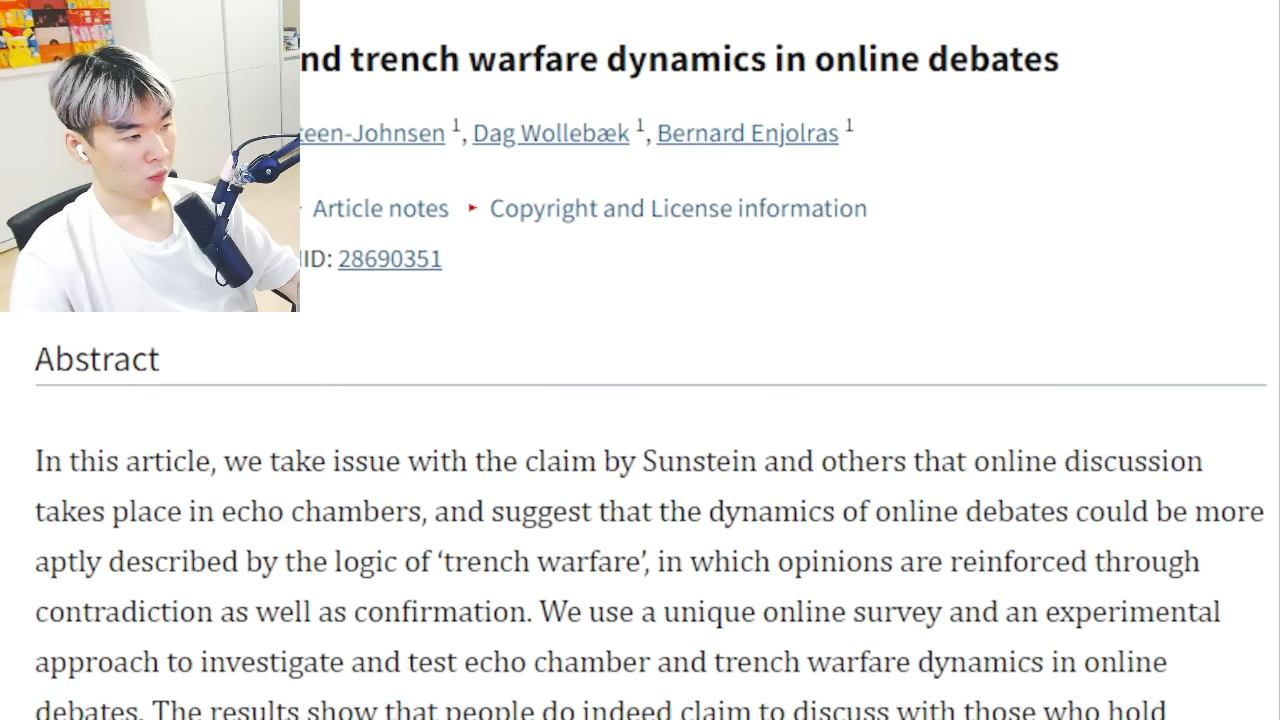 nd trench warfare dynamics in online debates
teen-Johnsen 1, Dag Wollebæk 1, Bernard Enjolras 1
Article notes ▸ Copyright and License information
ID: 28690351
Abstract
In this article, we take issue with the claim by Sunstein and others that online discussion
takes place in echo chambers, and suggest that the dynamics of online debates could be more
aptly described by the logic of ‘trench warfare’, in which opinions are reinforced through
contradiction as well as confirmation. We use a unique online survey and an experimental
approach to investigate and test echo chamber and trench warfare dynamics in online
debates. The results show that people do indeed claim to discuss with those who hold